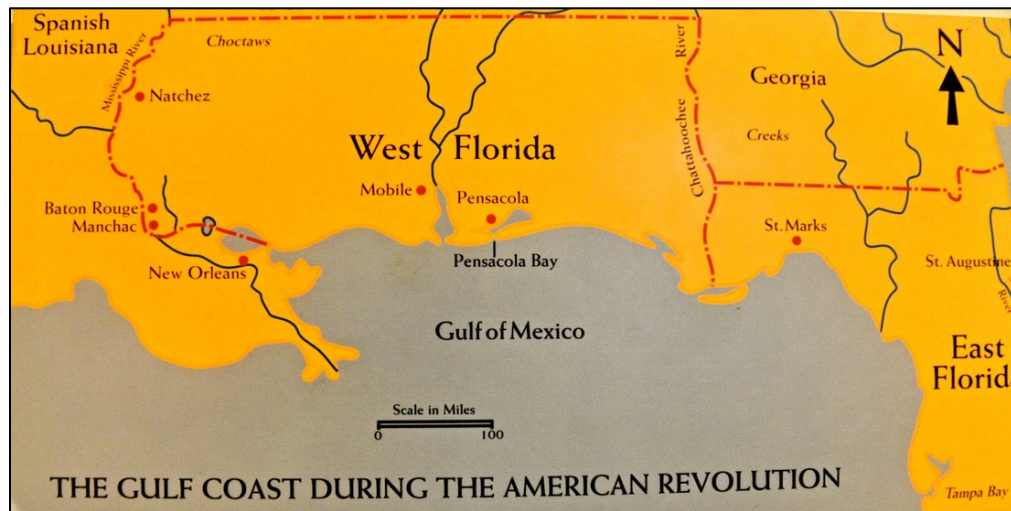 Spanish
Louisiana
Mississippi River
Choctaws
River
N
Georgia
Natchez
Creeks
West Florida
Chattahoochee
Mobile
Pensacola
Baton Rouge
Manchac
St. Marks
New Orleans
Pensacola Bay
St. Augustine
River
Gulf of Mexico
East
Florid
Scale in Miles
0 100
THE GULF COAST DURING THE AMERICAN REVOLUTION
Tampa Bay